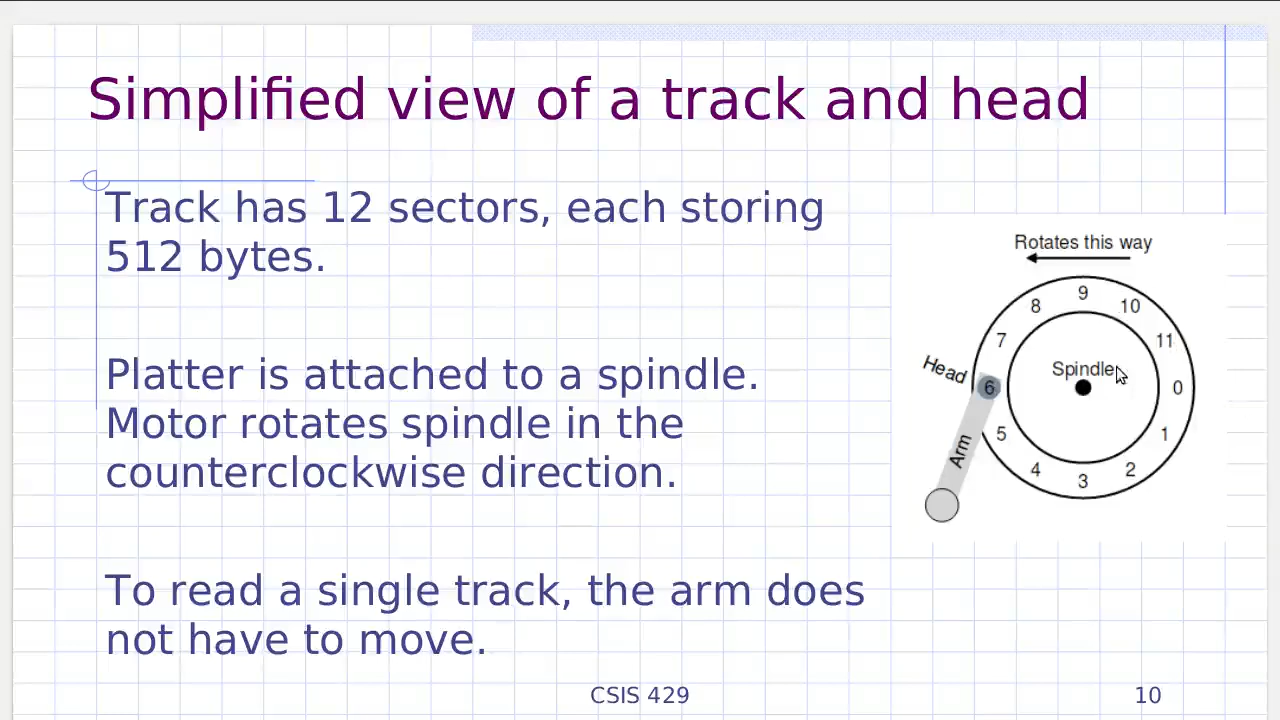 Simplified view of a track and head
Track has 12 sectors, each storing
512 bytes.
Platter is attached to a spindle.
Motor rotates spindle in the
counterclockwise direction.
To read a single track, the arm does
not have to move.
Rotates this way
9
8
10
7
11
Head
Spindle
6
0
5
1
Arm
4
2
3
CSIS 429
10